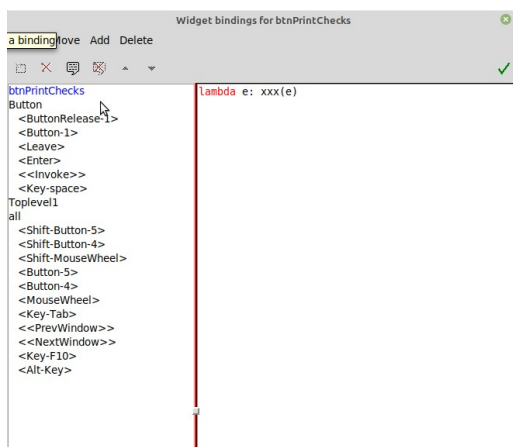 Widget bindings for btnPrintChecks
a binding Move Add Delete
btnPrintChecks
lambda e: xxx(e)
Button
<ButtonRelease-1>
<Button-1>
<Leave>
<Enter>
<<Invoke>>
<Key-space>
Toplevel1
all
<Shift-Button-5>
<Shift-Button-4>
<Shift-MouseWheel>
<Button-5>
<Button-4>
<MouseWheel>
<Key-Tab>
<<PrevWindow>>
<<NextWindow>>
<Key-F10>
<Alt-Key>